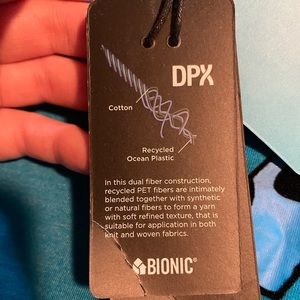 DPX
Cotton
Recycled
Ocean Plastic
In this dual fiber construction,
recycled PET fibers are intimately
blended together with synthetic
or natural fibers to form a yarn
with soft refined texture, that is
suitable for application in both
knit and woven fabrics.
BIONIC®